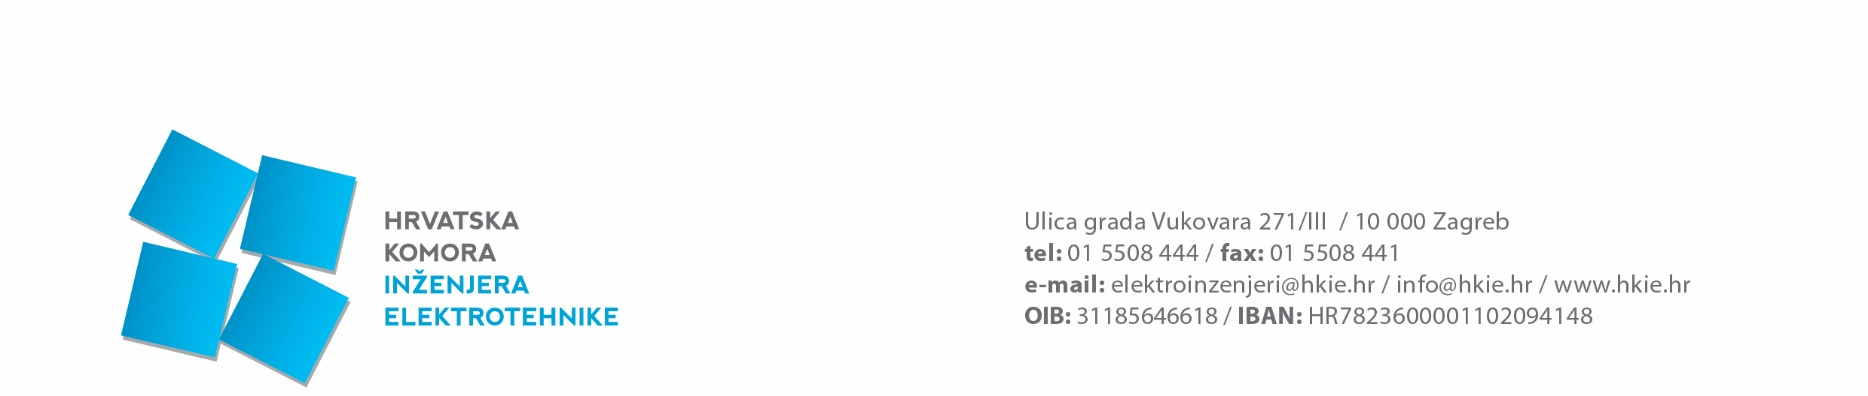 HRVATSKA
KOMORA
INŽENJERA
ELEKTROTEHNIKE
Ulica grada Vukovara 271/III / 10 000 Zagreb
tel: 01 5508 444 / fax: 01 5508 441
e-mail: elektroinzenjeri@hkie.hr / info@hkie.hr / www.hkie.hr
OIB: 31185646618 / IBAN: HR7823600001102094148